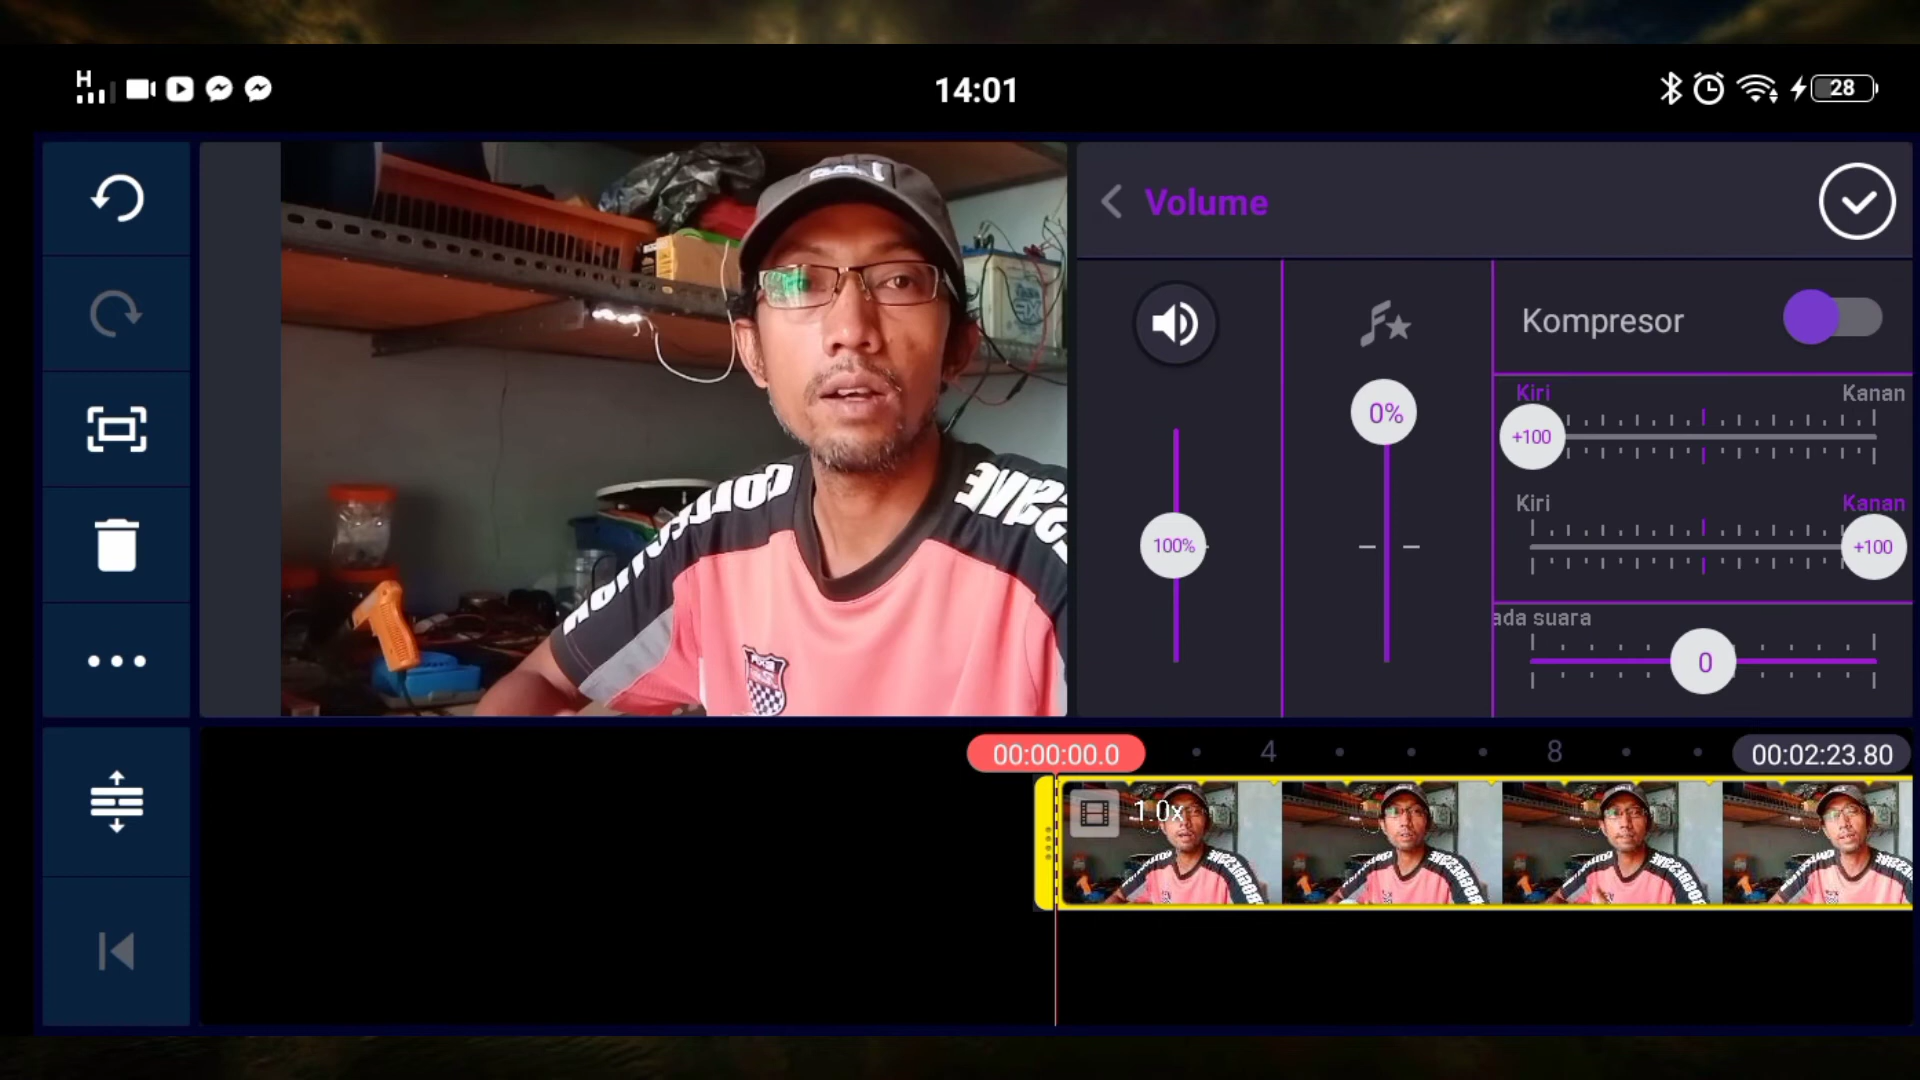 H
14:01
28
Volume
Kompresor
0%
Kiri
Kanan
+100
Kiri
Kanan
100%
+100
ada suara
0
COLLECTION
00:00:00.0
4
8
00:02:23.80
1.0x